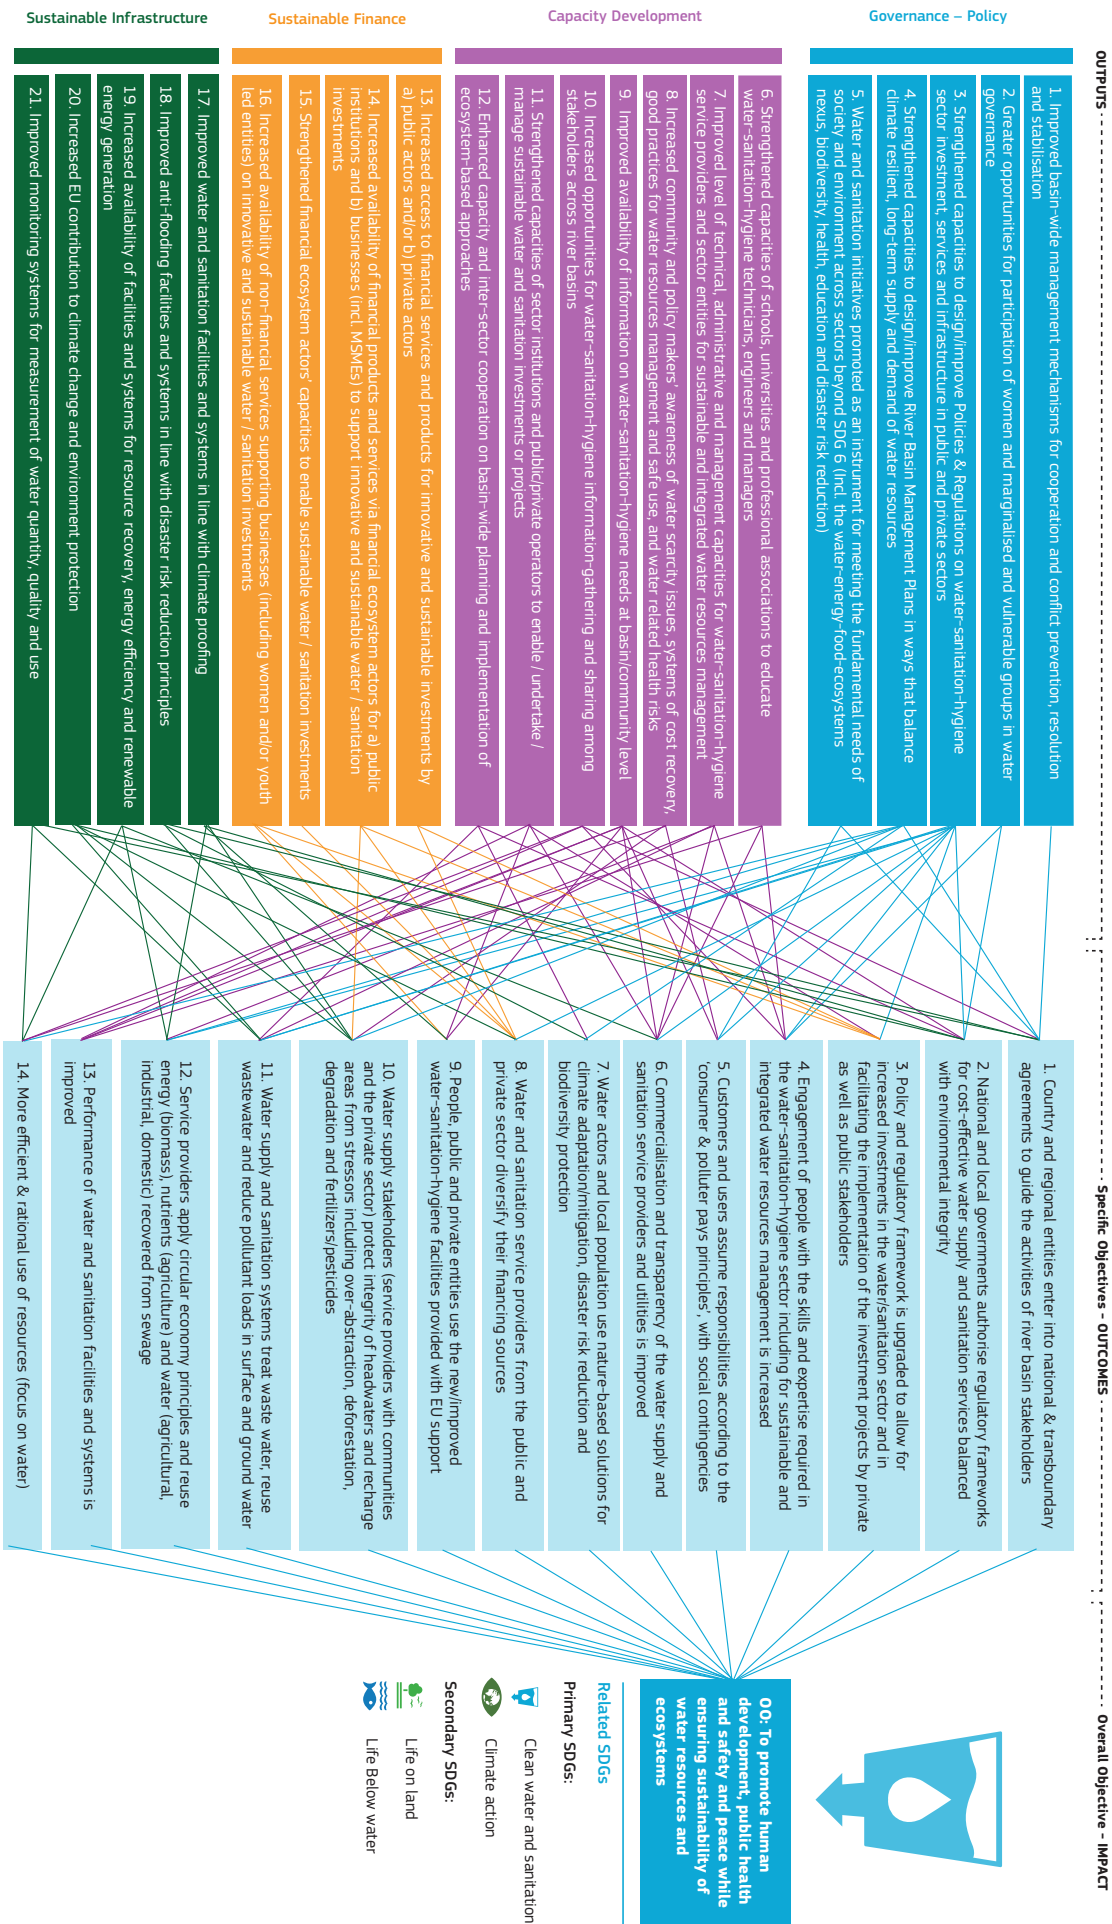 OUTPUTS
Specific Objectives – OUTCOMES
Overall Objective – IMPACT
Governance – Policy
1. Improved basin-wide management mechanisms for cooperation and conflict prevention, resolution
and stabilisation
2. Greater opportunities for participation of women and marginalised and vulnerable groups in water
governance
3. Strengthened capacities to design/improve Policies & Regulations on water-sanitation-hygiene
sector investment, services and infrastructure in public and private sectors
4. Strengthened capacities to design/improve River Basin Management Plans in ways that balance
climate resilient, long-term supply and demand of water resources
5. Water and sanitation initiatives promoted as an instrument for meeting the fundamental needs of
society and environment across sectors beyond SDG 6 (incl. the water-energy-food-ecosystems
nexus, biodiversity, health, education and disaster risk reduction)
Capacity Development
6. Strengthened capacities of schools, universities and professional associations to educate
water-sanitation-hygiene technicians, engineers and managers
7. Improved level of technical, administrative and management capacities for water-sanitation-hygiene
service providers and sector entities for sustainable and integrated water resources management
8. Increased community and policy makers' awareness of water scarcity issues, systems of cost recovery,
good practices for water resources management and safe use, and water related health risks
9. Improved availability of information on water-sanitation-hygiene needs at basin/community level
10. Increased opportunities for water-sanitation-hygiene information-gathering and sharing among
stakeholders across river basins
11. Strengthened capacities of sector institutions and public/private operators to enable / undertake /
manage sustainable water and sanitation investments or projects
12. Enhanced capacity and inter-sector cooperation on basin-wide planning and implementation of
ecosystem-based approaches
Sustainable Finance
13. Increased access to financial services and products for innovative and sustainable investments by
a) public actors and/or b) private actors
14. Increased availability of financial products and services via financial ecosystem actors for a) public
institutions and b) businesses (incl. MSMEs) to support innovative and sustainable water / sanitation
investments
15. Strengthened financial ecosystem actors' capacities to enable sustainable water / sanitation investments
16. Increased availability of non-financial services supporting businesses (including women and/or youth
led entities) on innovative and sustainable water / sanitation investments
Sustainable Infrastructure
17. Improved water and sanitation facilities and systems in line with climate proofing
18. Improved anti-flooding facilities and systems in line with disaster risk reduction principles
19. Increased availability of facilities and systems for resource recovery, energy efficiency and renewable
energy generation
20. Increased EU contribution to climate change and environment protection
21. Improved monitoring systems for measurement of water quantity, quality and use
1. Country and regional entities enter into national & transboundary
agreements to guide the activities of river basin stakeholders
2. National and local governments authorise regulatory frameworks
for cost-effective water supply and sanitation services balanced
with environmental integrity
3. Policy and regulatory framework is upgraded to allow for
increased investments in the water/sanitation sector and in
facilitating the implementation of the investment projects by private
as well as public stakeholders
4. Engagement of people with the skills and expertise required in
the water-sanitation-hygiene sector including for sustainable and
integrated water resources management is increased
5. Customers and users assume responsibilities according to the
'consumer & polluter pays principles', with social contingencies
6. Commercialisation and transparency of the water supply and
sanitation service providers and utilities is improved
7. Water actors and local population use nature-based solutions for
climate adaptation/mitigation, disaster risk reduction and
biodiversity protection
8. Water and sanitation service providers from the public and
private sector diversify their financing sources
9. People, public and private entities use the new/improved
water-sanitation-hygiene facilities provided with EU support
10. Water supply stakeholders (service providers with communities
and the private sector) protect integrity of headwaters and recharge
areas from stressors including over-abstraction, deforestation,
degradation and fertilizers/pesticides
11. Water supply and sanitation systems treat waste water, reuse
wastewater and reduce pollutant loads in surface and ground water
12. Service providers apply circular economy principles and reuse
energy (biomass), nutrients (agriculture) and water (agricultural,
industrial, domestic) recovered from sewage
13. Performance of water and sanitation facilities and systems is
improved
14. More efficient & rational use of resources (focus on water)
OO: To promote human
development, public health
and safety and peace while
ensuring sustainability of
water resources and
ecosystems
Related SDGs
Primary SDGs:
Clean water and sanitation
Climate action
Secondary SDGs:
Life on land
Life Below water